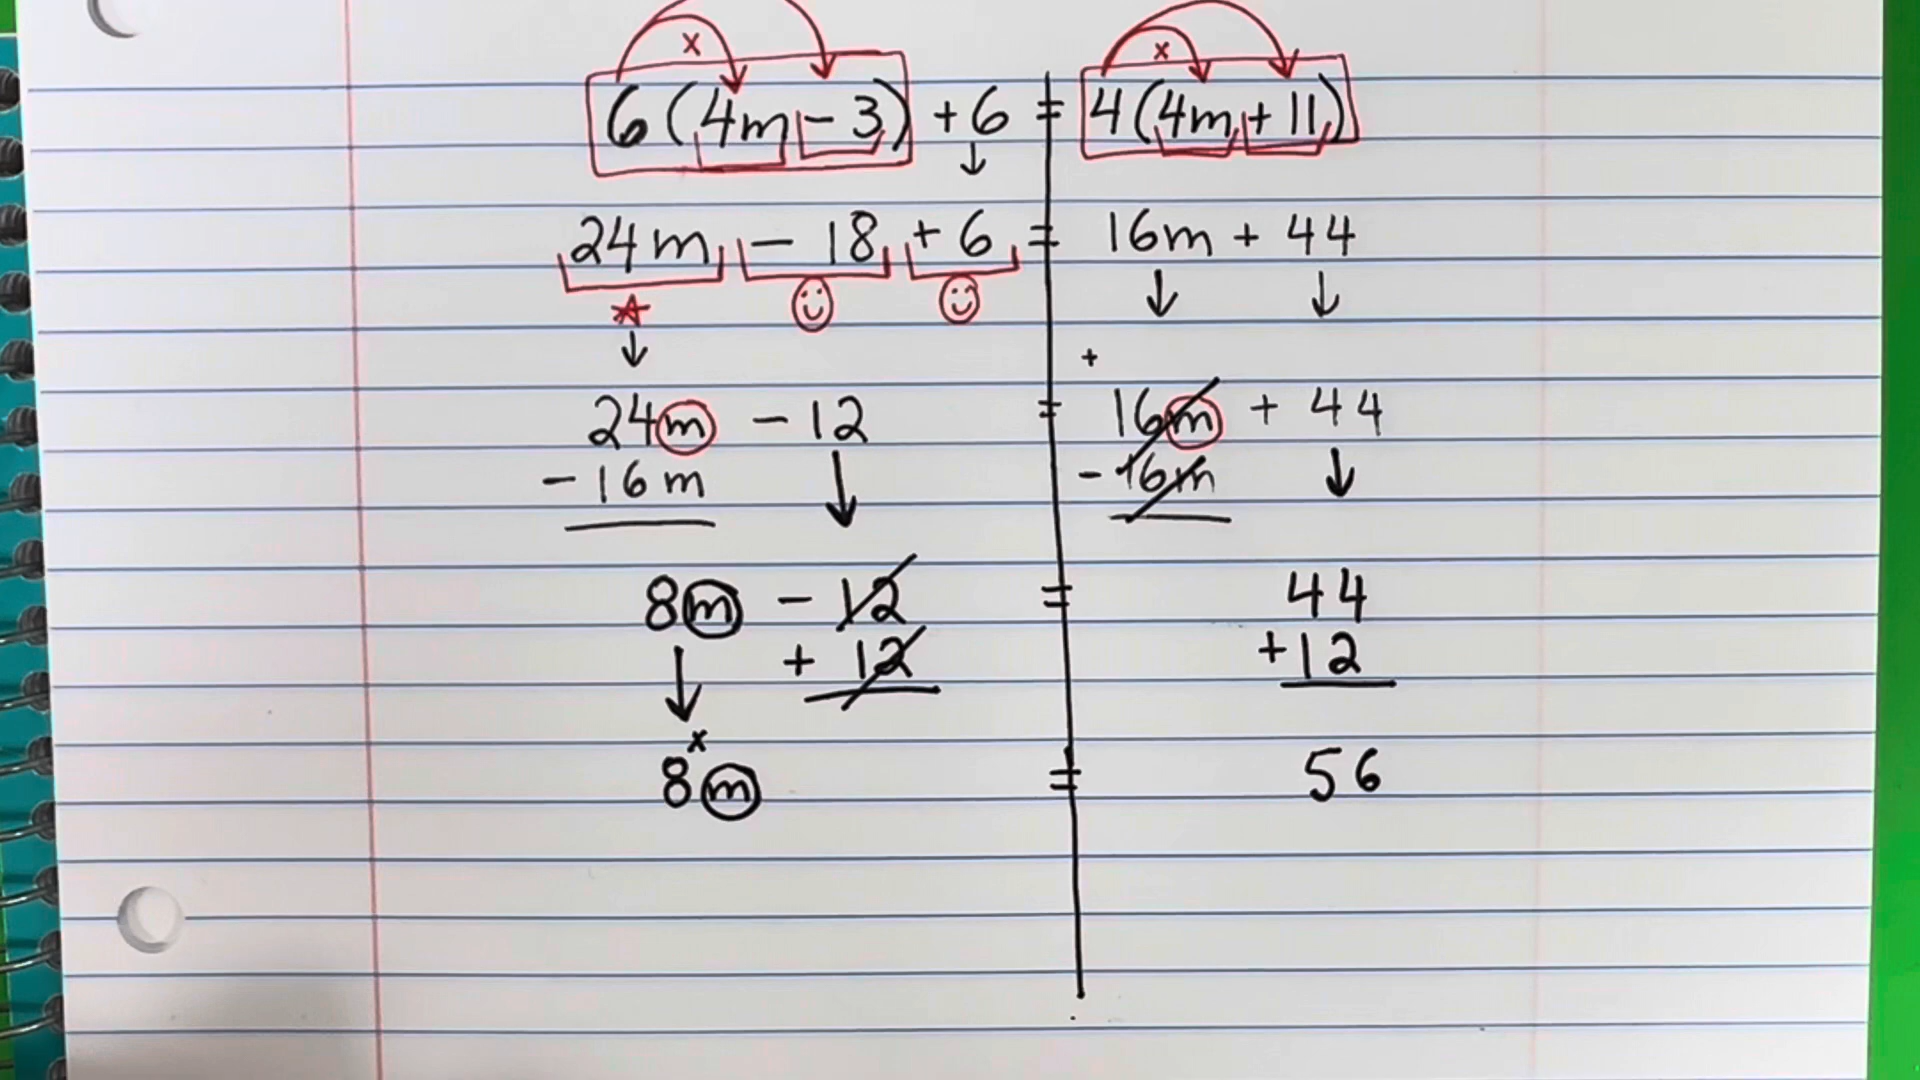 x x
6(4m - 3) + 6 = 4(4m + 11)
24m - 18 + 6 = 16m + 44
+
24m - 12 = 16m + 44
- 16m - 16m
8m - 12 = 44
+ 12 + 12
x
8m = 56